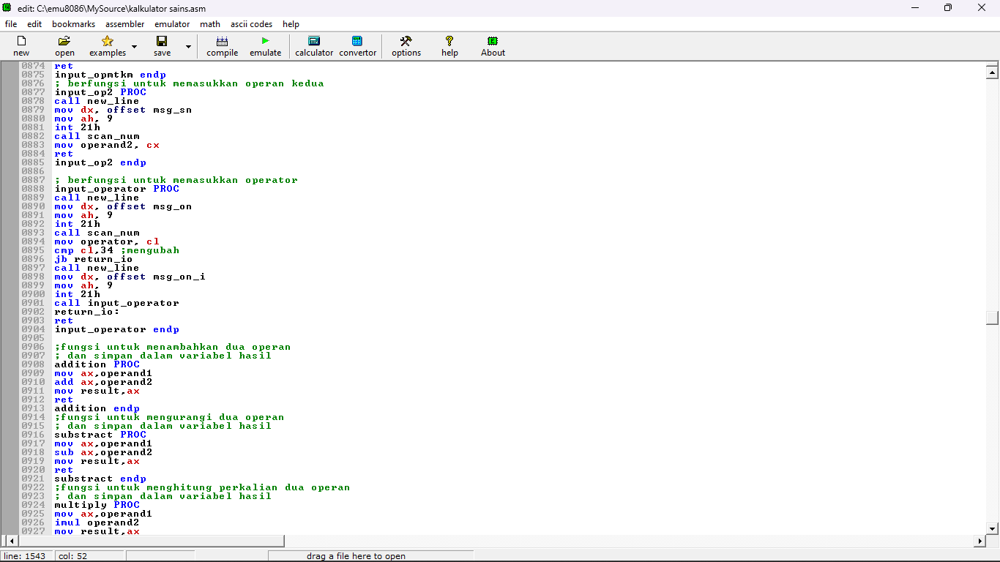 edit: C:\emu8086\MySource\kalkulator sains.asm
file edit bookmarks assembler emulator math ascii codes help
new open examples save compile emulate calculator convertor options help About
0874 ret
0875 input_opmtkm endp
0876 ; berfungsi untuk memasukkan operan kedua
0877 input_op2 PROC
0878 call new_line
0879 mov dx, offset msg_sn
0880 mov ah, 9
0881 int 21h
0882 call scan_num
0883 mov operand2, cx
0884 ret
0885 input_op2 endp
0886
0887 ; berfungsi untuk memasukkan operator
0888 input_operator PROC
0889 call new_line
0890 mov dx, offset msg_on
0891 mov ah, 9
0892 int 21h
0893 call scan_num
0894 mov operator, cl
0895 cmp cl,34 ;mengubah
0896 jb return_io
0897 call new_line
0898 mov dx, offset msg_on_i
0899 mov ah, 9
0900 int 21h
0901 call input_operator
0902 return_io:
0903 ret
0904 input_operator endp
0905
0906 ;fungsi untuk menambahkan dua operan
0907 ; dan simpan dalam variabel hasil
0908 addition PROC
0909 mov ax,operand1
0910 add ax,operand2
0911 mov result,ax
0912 ret
0913 addition endp
0914 ;fungsi untuk mengurangi dua operan
0915 ; dan simpan dalam variabel hasil
0916 substract PROC
0917 mov ax,operand1
0918 sub ax,operand2
0919 mov result,ax
0920 ret
0921 substract endp
0922 ;fungsi untuk menghitung perkalian dua operan
0923 ; dan simpan dalam variabel hasil
0924 multiply PROC
0925 mov ax,operand1
0926 imul operand2
0927 mov result,ax
line: 1543 col: 52 drag a file here to open